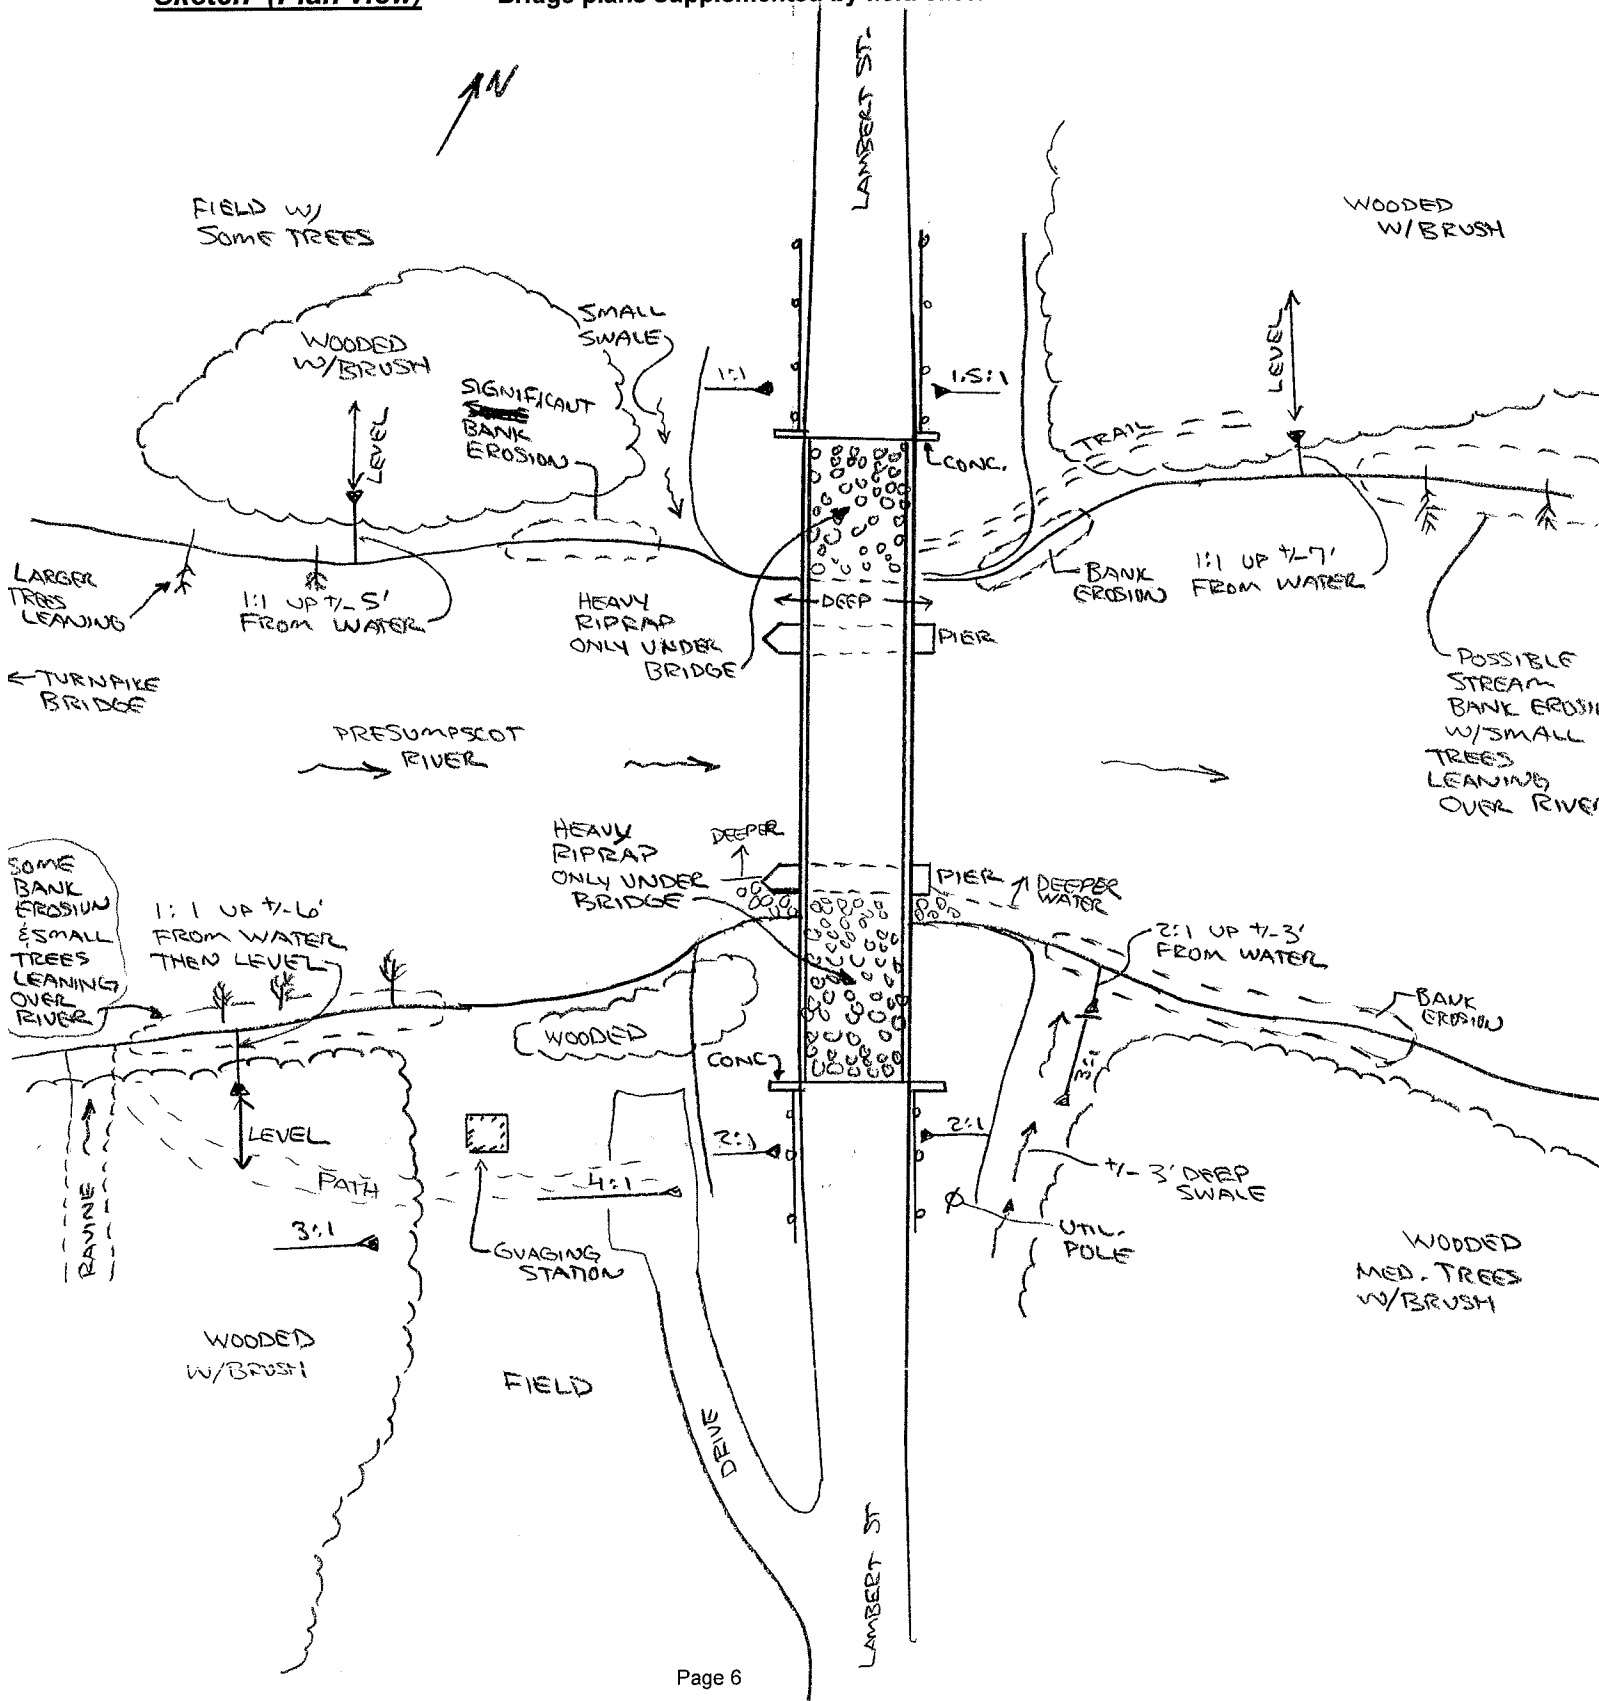 Sketch (Plan View)
Bridge plans supplemented by field
LAMBERT ST.
N
FIELD W/
SOME TREES
WOODED
W/BRUSH
SMALL
SWALE
WOODED
W/BRUSH
LEVEL
SIGNIFICANT
BANK
EROSION
1:1
1.5:1
CONC.
TRAIL
LEVEL
LARGER
TREES
LEANING
1:1 UP +/- 5'
FROM WATER
HEAVY
RIPRAP
ONLY UNDER
BRIDGE
DEEP
PIER
BANK
EROSION
1:1 UP +/-7'
FROM WATER
POSSIBLE
STREAM
BANK EROSI
W/SMALL
TREES
LEANING
OVER RIVER
← TURNPIKE
BRIDGE
PRESUMPSCOT
RIVER
SOME
BANK
EROSION
& SMALL
TREES
LEANING
OVER
RIVER
1:1 UP +/-6'
FROM WATER
THEN LEVEL
HEAVY
RIPRAP
ONLY UNDER
BRIDGE
DEEPER
PIER
DEEPER
WATER
2:1 UP +/-3'
FROM WATER
BANK
EROSION
WOODED
CONC
3:1
LEVEL
RAVINE
PATH
3:1
4:1
2:1
2:1
GUAGING
STATION
+/- 3' DEEP
SWALE
UTIL.
POLE
WOODED
MED. TREES
W/BRUSH
WOODED
W/BRUSH
FIELD
DRIVE
LAMBERT ST
Page 6